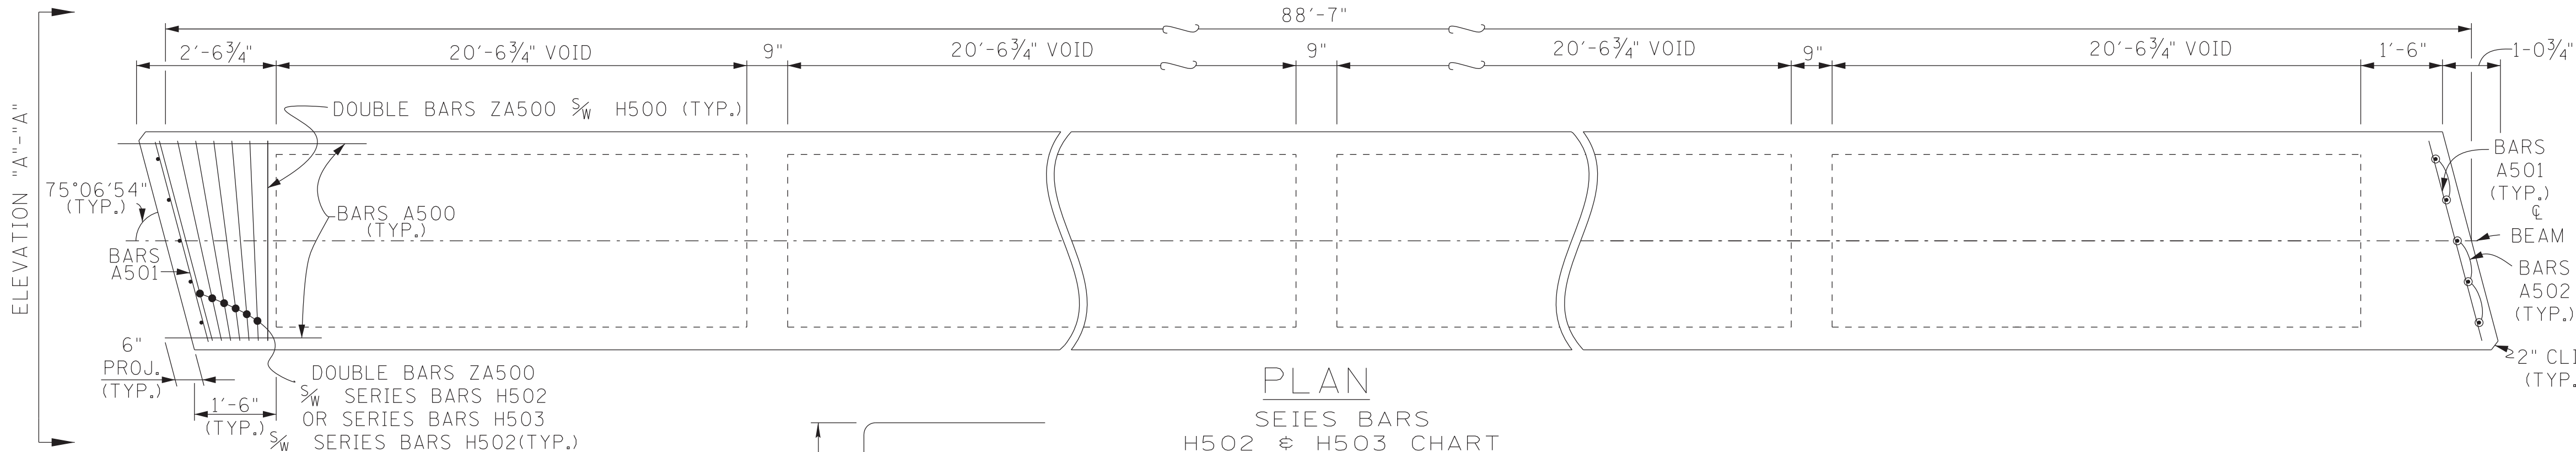 88'-7"
2'-6¾"
20'-6¾" VOID
9"
20'-6¾" VOID
9"
20'-6¾" VOID
9"
20'-6¾" VOID
1'-6"
1-0¾"
ELEVATION "A"-"A"
DOUBLE BARS ZA500 S/W H500 (TYP.)
75°06'54"
(TYP.)
BARS A500
(TYP.)
BARS
A501
BARS
A501
(TYP.)
℄
BEAM
BARS
A502
(TYP.)
6"
PROJ.
(TYP.)
1'-6"
(TYP.)
DOUBLE BARS ZA500
S/W SERIES BARS H502
OR SERIES BARS H503
S/W SERIES BARS H502(TYP.)
PLAN
SEIES BARS
H502 & H503 CHART
2" CLI
(TYP.